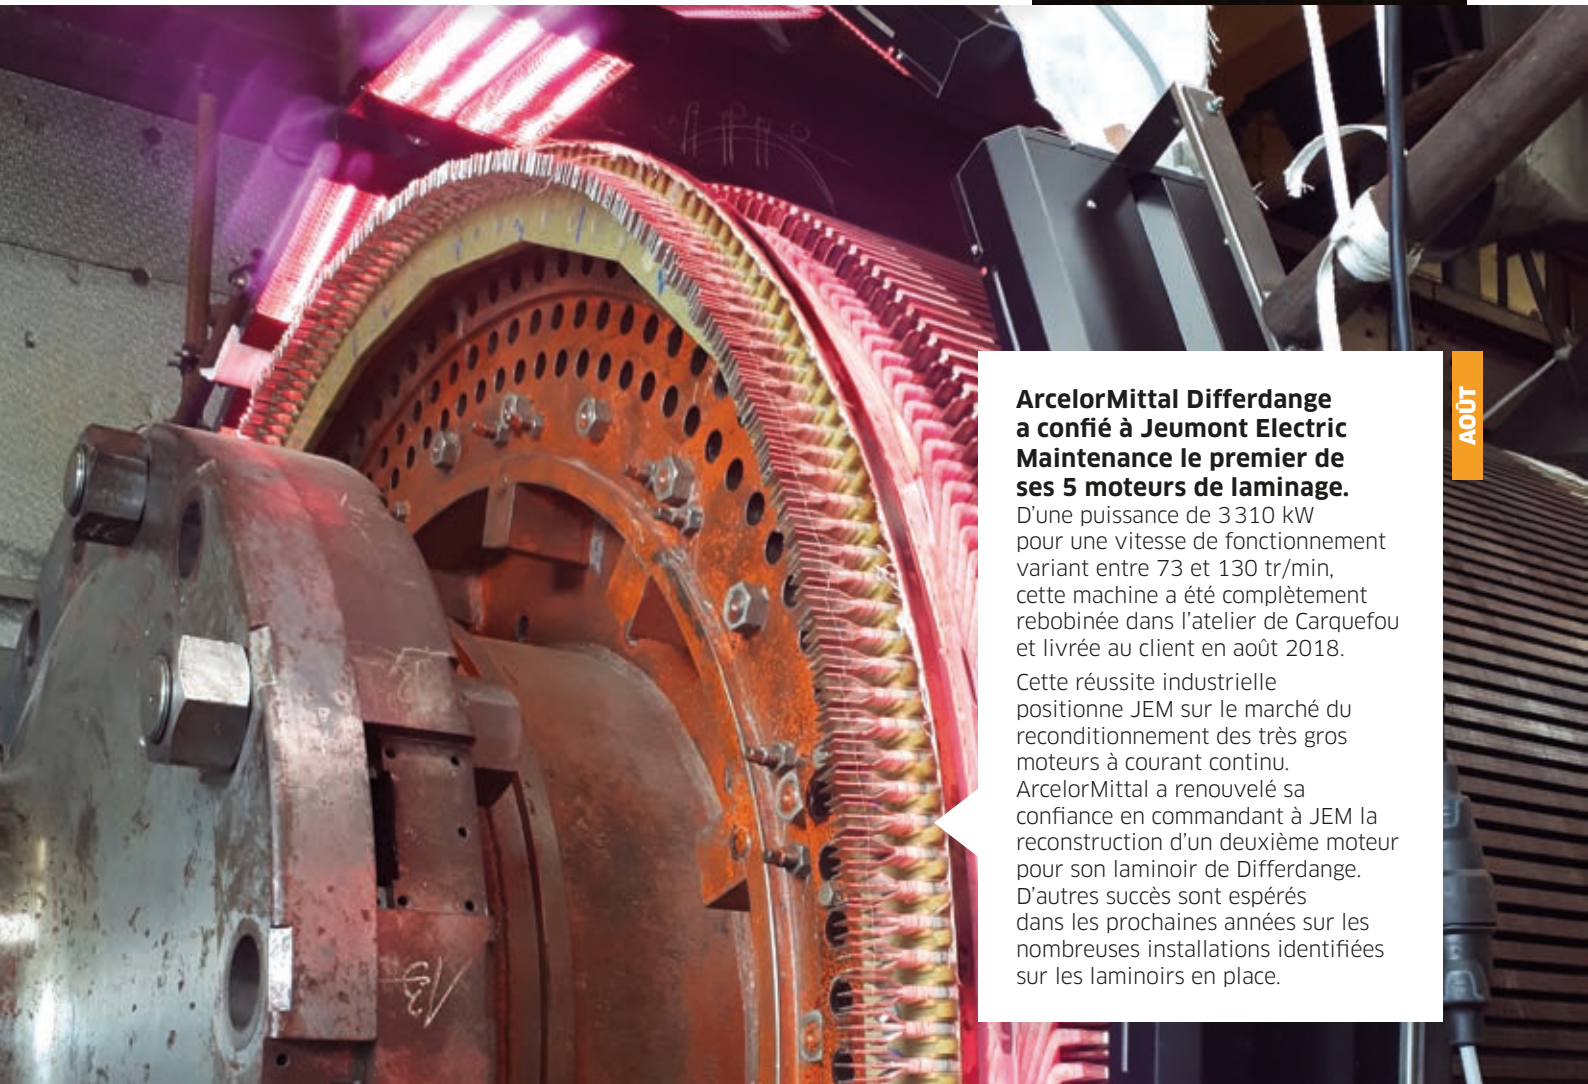 ArcelorMittal Differdange
a confié à Jeumont Electric
Maintenance le premier de
ses 5 moteurs de laminage.
D'une puissance de 3 310 kW
pour une vitesse de fonctionnement
variant entre 73 et 130 tr/min,
cette machine a été complètement
rebobinée dans l'atelier de Carquefou
et livrée au client en août 2018.
Cette réussite industrielle
positionne JEM sur le marché du
reconditionnement des très gros
moteurs à courant continu.
ArcelorMittal a renouvelé sa
confiance en commandant à JEM la
reconstruction d'un deuxième moteur
pour son laminoir de Differdange.
D'autres succès sont espérés
dans les prochaines années sur les
nombreuses installations identifiées
sur les laminoirs en place.
AOÛT